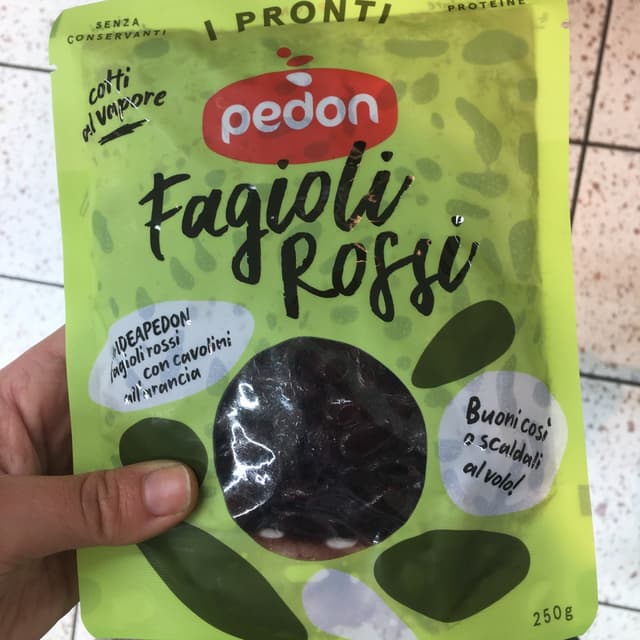 SENZA
CONSERVANTI
I PRONTI
PROTEINE
cotti
al vapore
pedon
Fagioli
Rossi
#IDEAPEDON
fagioli rossi
con cavolini
all'arancia
Buoni così
o scaldali
al volo!
250g